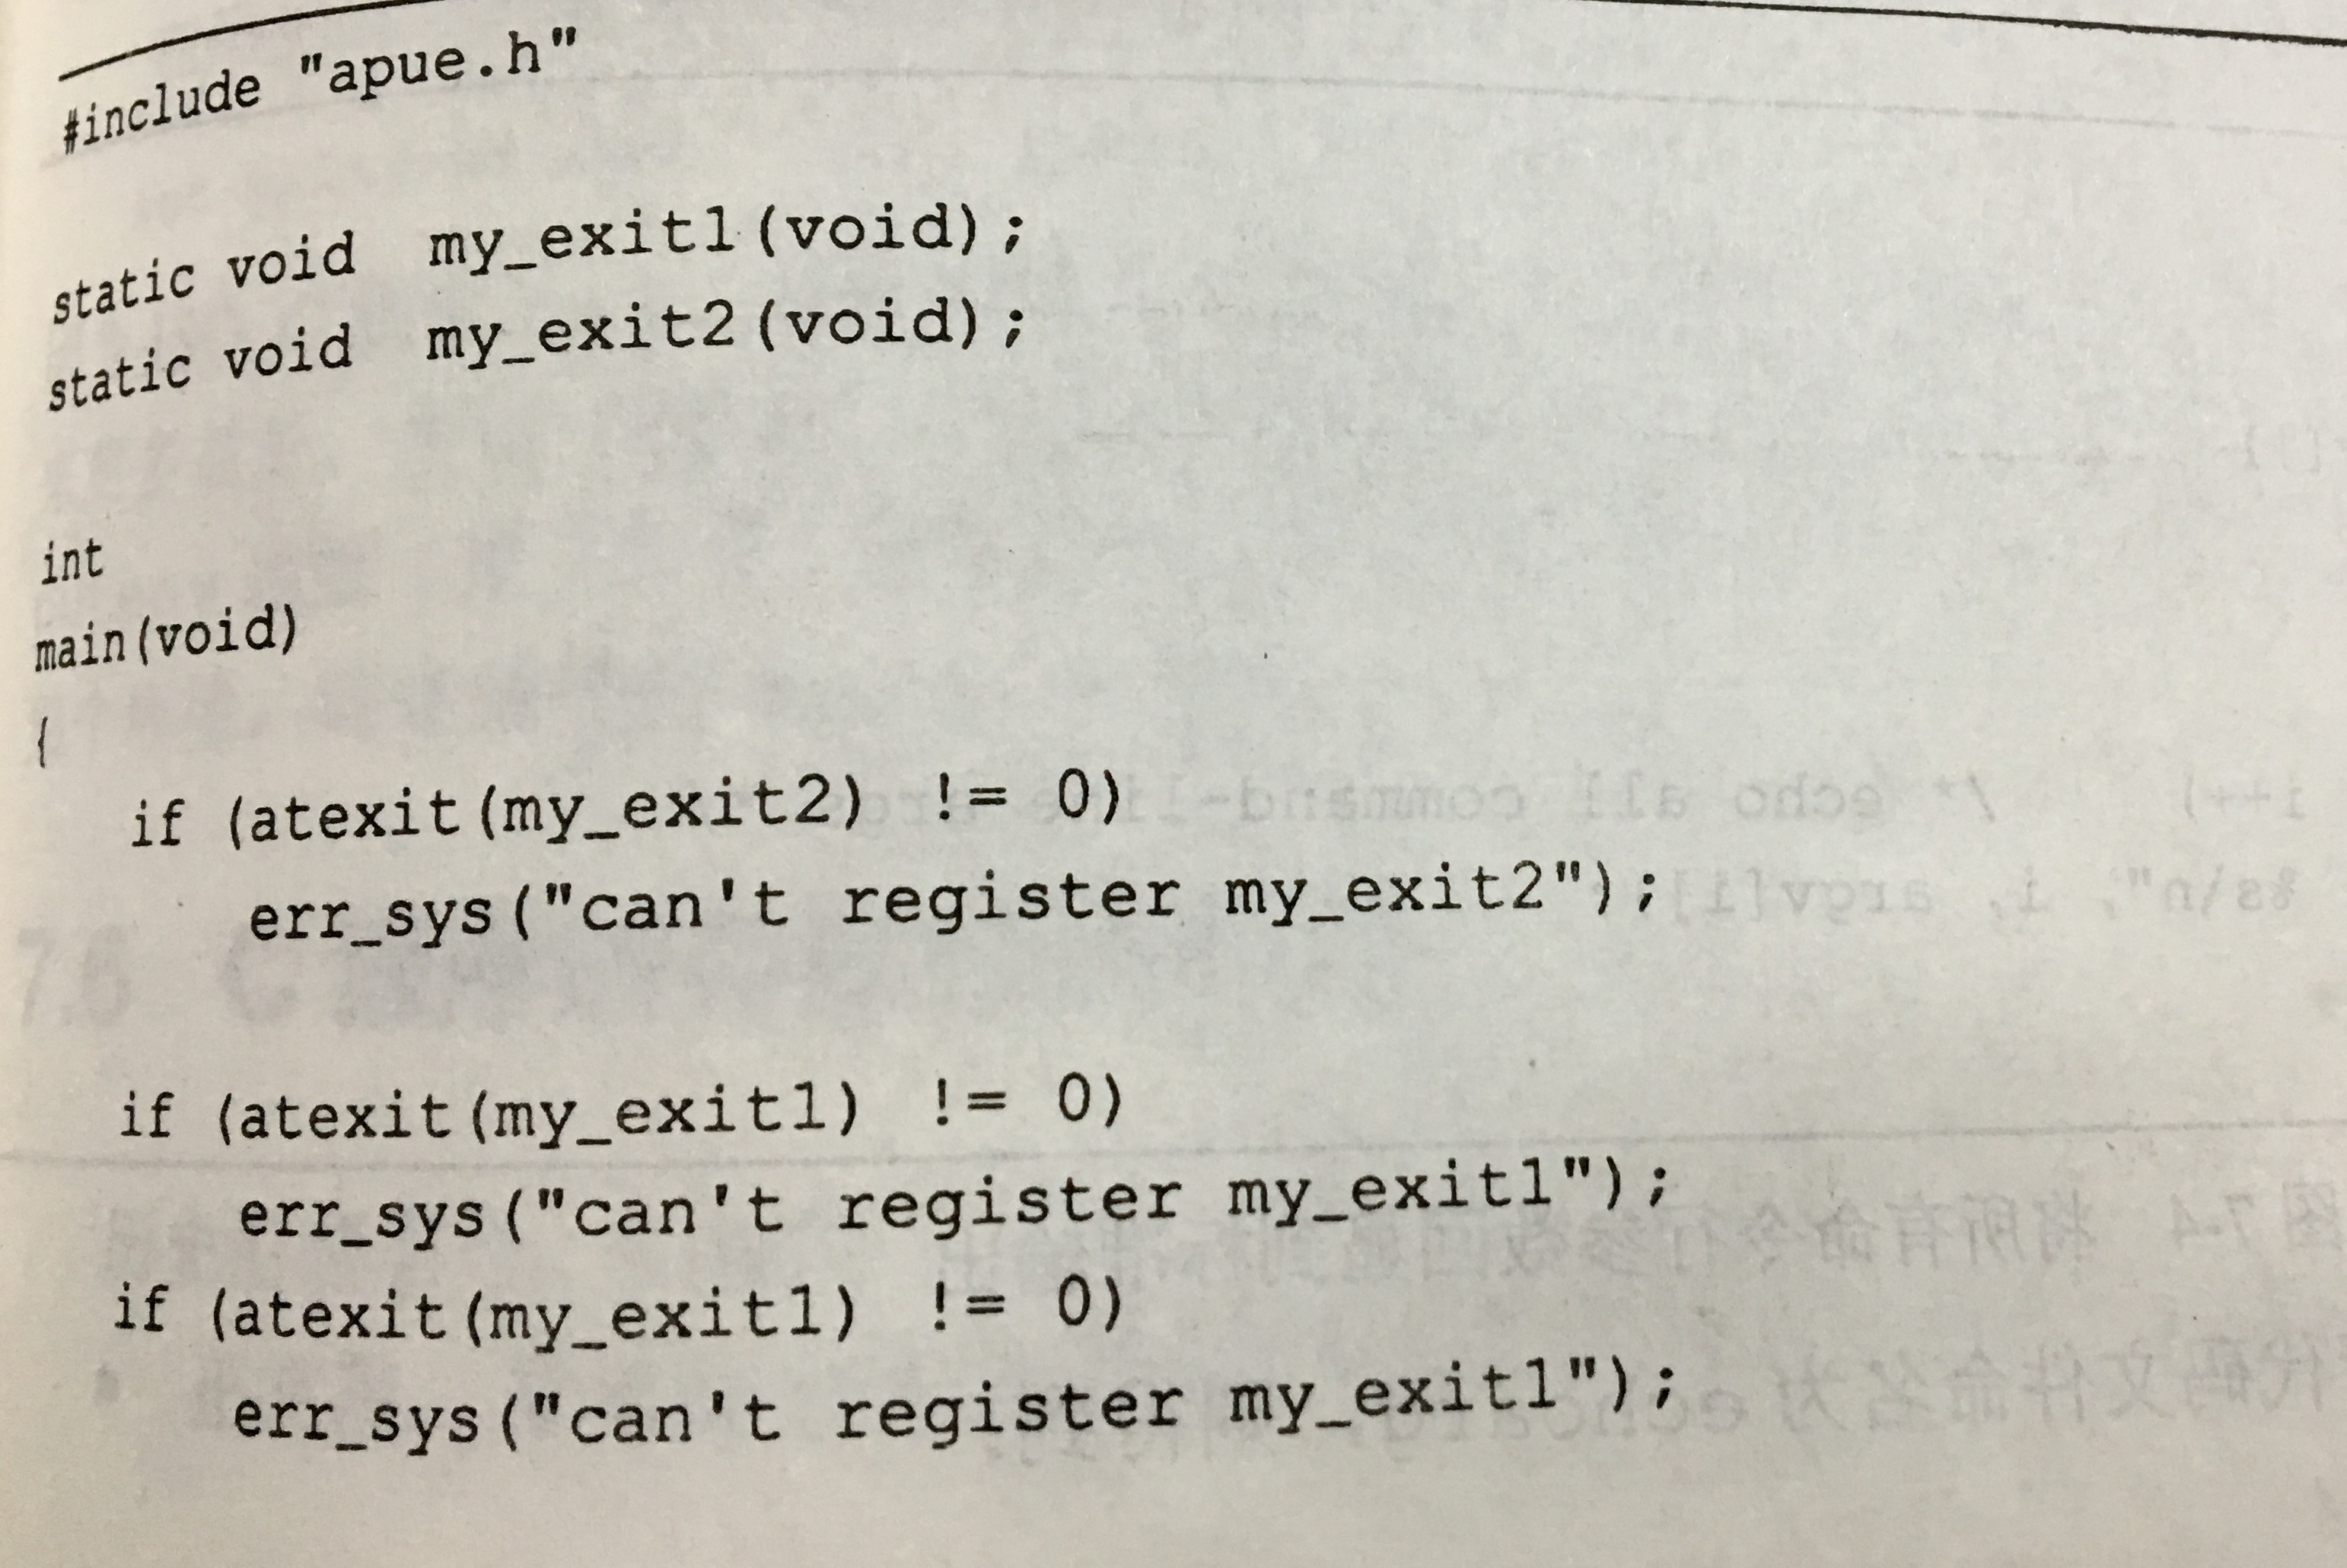 #include "apue.h"
static void  my_exit1(void);
static void  my_exit2(void);
int
main(void)
{
if (atexit(my_exit2) != 0)
err_sys("can't register my_exit2");
if (atexit(my_exit1) != 0)
err_sys("can't register my_exit1");
if (atexit(my_exit1) != 0)
err_sys("can't register my_exit1");